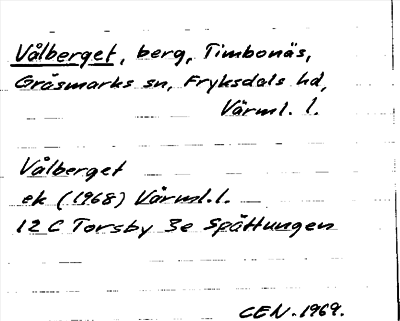 Vålberget, berg, Timbonäs,
Gräsmarks sn, Fryksdals hd,
Värml. l.
Vålberget
ek (1968) Värml. l.
12 C Torsby 3e Spättungen
CEN. 1969.